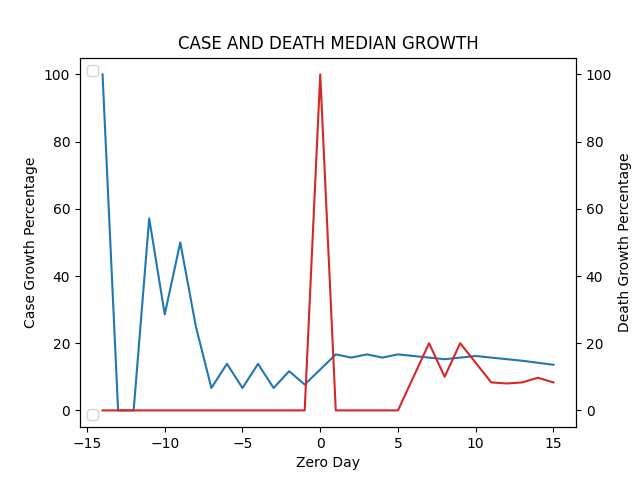 CASE AND DEATH MEDIAN GROWTH
100
80
60
40
20
0
Case Growth Percentage
100
80
60
40
20
0
Death Growth Percentage
−15 −10 −5 0 5 10 15
Zero Day